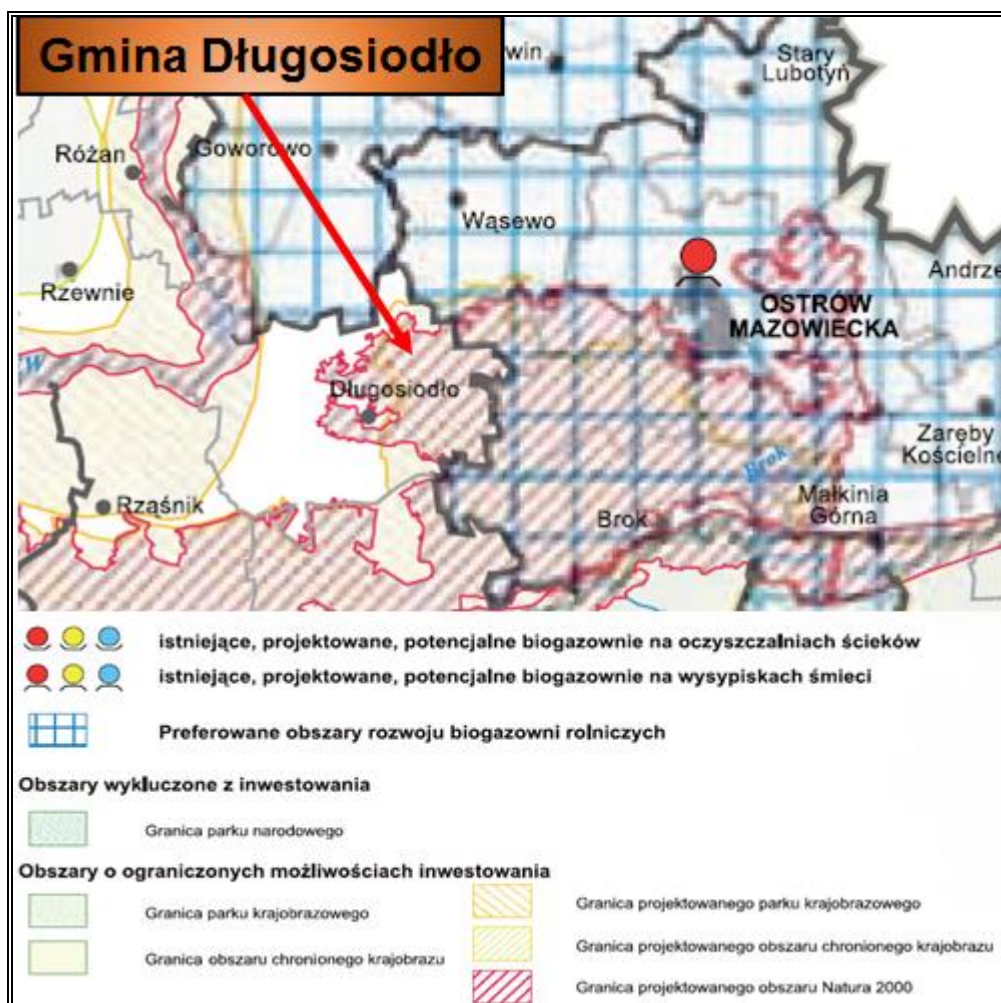 Gmina Długosiodło
win
Stary
Lubotyń
Różan
Goworowo
Wąsewo
Rzewnie
Andrze
OSTRÓW
MAZOWIECKA
W
Długosiodło
Zaręby
Kościelne
Brok
Rząśnik
Małkinia
Górna
Brok
istniejące, projektowane, potencjalne biogazownie na oczyszczalniach ścieków
istniejące, projektowane, potencjalne biogazownie na wysypiskach śmieci
Preferowane obszary rozwoju biogazowni rolniczych
Obszary wykluczone z inwestowania
Granica parku narodowego
Obszary o ograniczonych możliwościach inwestowania
Granica parku krajobrazowego
Granica obszaru chronionego krajobrazu
Granica projektowanego parku krajobrazowego
Granica projektowanego obszaru chronionego krajobrazu
Granica projektowanego obszaru Natura 2000